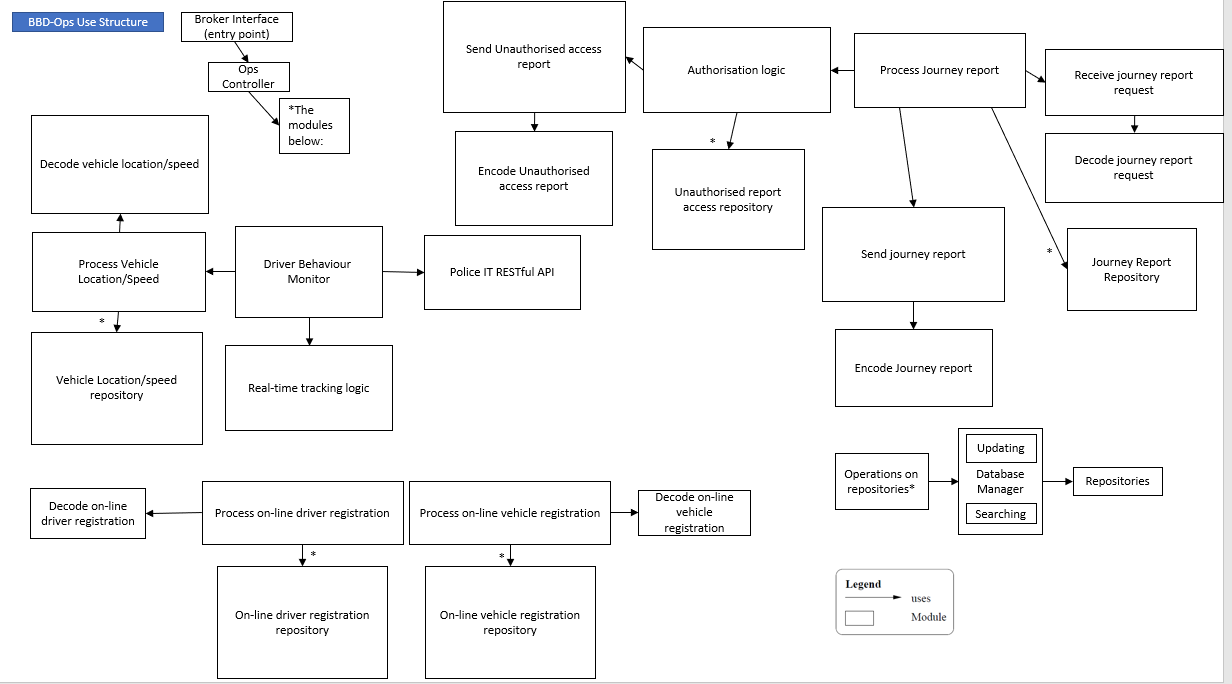 BBD-Ops Use Structure
Broker Interface
(entry point)
Ops
Controller
*The
modules
below:
Send Unauthorised access
report
Authorisation logic
Process Journey report
Receive journey report
request
Decode vehicle location/speed
Encode Unauthorised
access report
*
Unauthorised report
access repository
Decode journey report
request
Process Vehicle
Location/Speed
Driver Behaviour
Monitor
Police IT RESTful API
Send journey report
*
Journey Report
Repository
*
Vehicle Location/speed
repository
Real-time tracking logic
Encode Journey report
Operations on
repositories*
Updating
Database
Manager
Searching
Repositories
Decode on-line
driver registration
Process on-line driver registration
Process on-line vehicle registration
Decode on-line
vehicle
registration
*
*
On-line driver registration
repository
On-line vehicle registration
repository
Legend
uses
Module